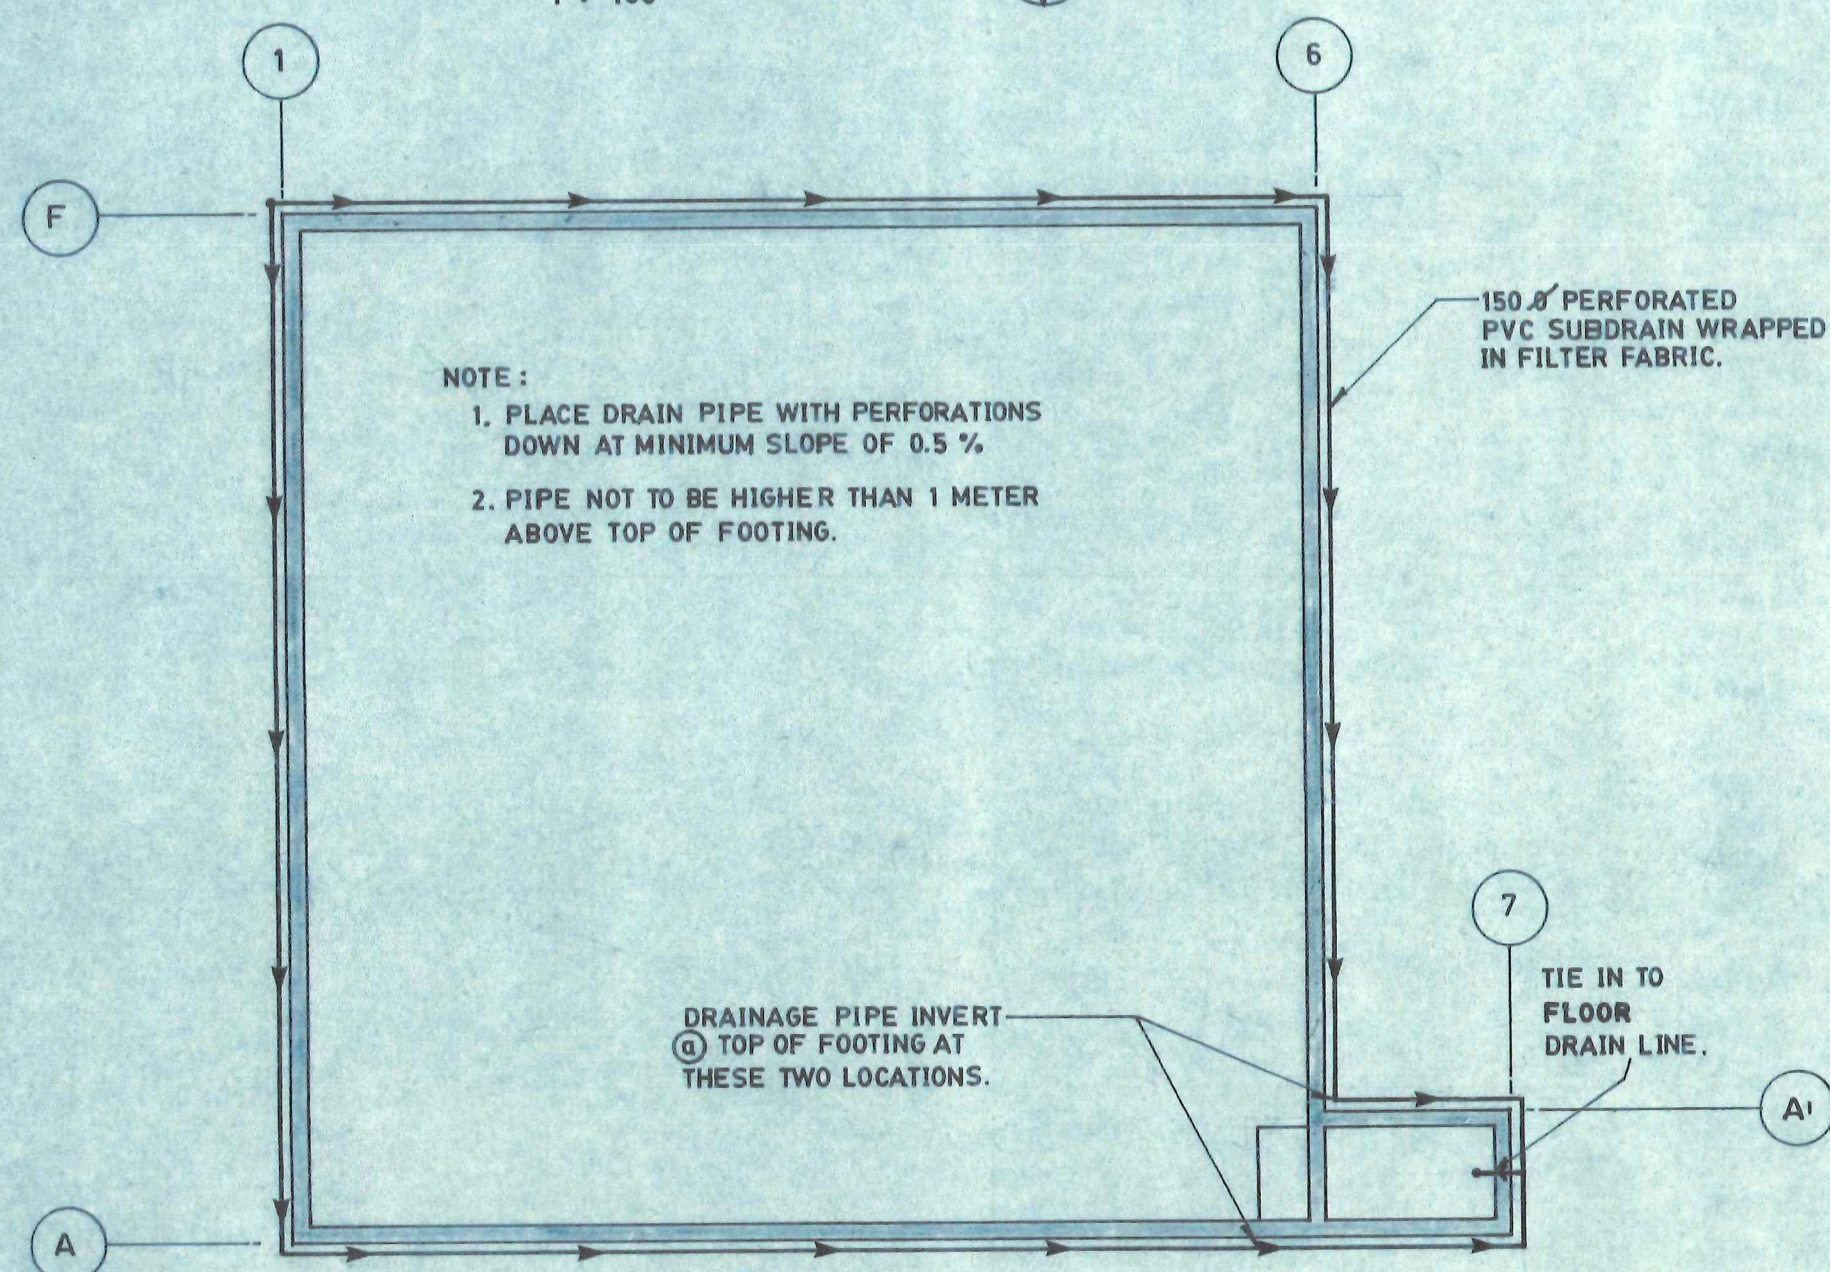 1
6
F
150 Ø PERFORATED
PVC SUBDRAIN WRAPPED
IN FILTER FABRIC.
NOTE :
1. PLACE DRAIN PIPE WITH PERFORATIONS
DOWN AT MINIMUM SLOPE OF 0.5 %
2. PIPE NOT TO BE HIGHER THAN 1 METER
ABOVE TOP OF FOOTING.
7
TIE IN TO
FLOOR
DRAIN LINE.
DRAINAGE PIPE INVERT
@ TOP OF FOOTING AT
THESE TWO LOCATIONS.
A'
A